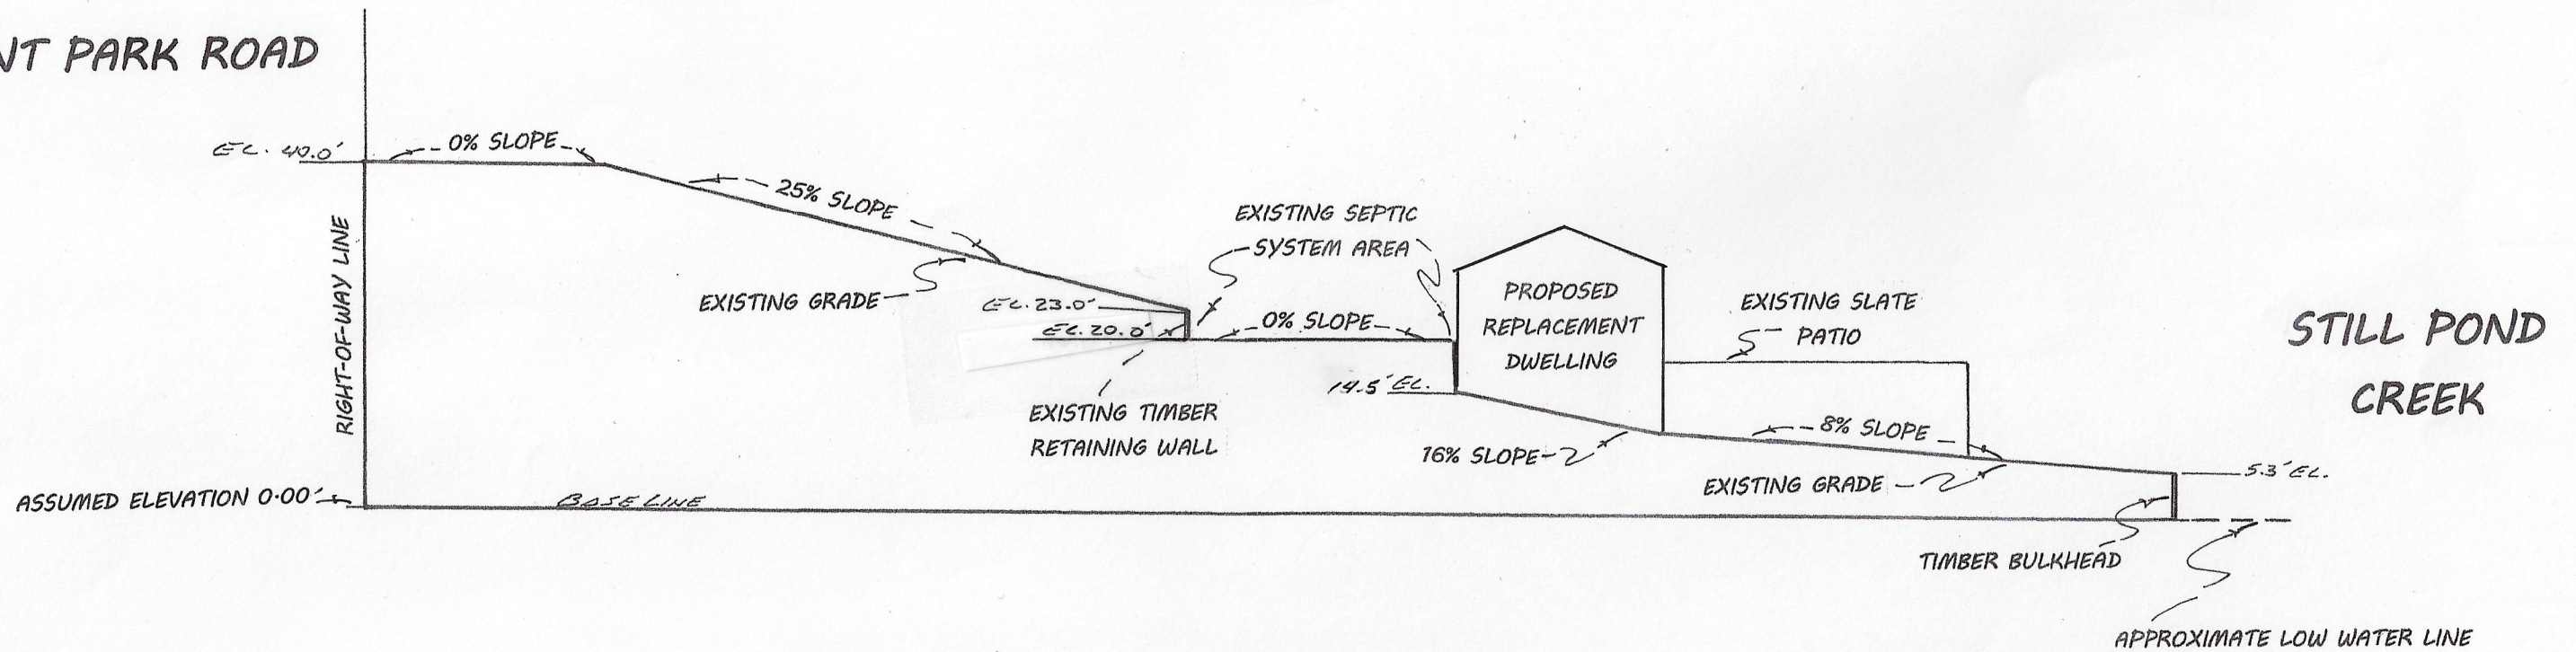 NT PARK ROAD
EL. 40.0'
0% SLOPE
25% SLOPE
RIGHT-OF-WAY LINE
EXISTING GRADE
EL. 23.0'
EL. 20.0'
EXISTING TIMBER
RETAINING WALL
EXISTING SEPTIC
SYSTEM AREA
0% SLOPE
14.5' EL.
PROPOSED
REPLACEMENT
DWELLING
16% SLOPE
EXISTING SLATE
PATIO
8% SLOPE
EXISTING GRADE
5.3' EL.
STILL POND
CREEK
ASSUMED ELEVATION 0.00'
BASE LINE
TIMBER BULKHEAD
APPROXIMATE LOW WATER LINE